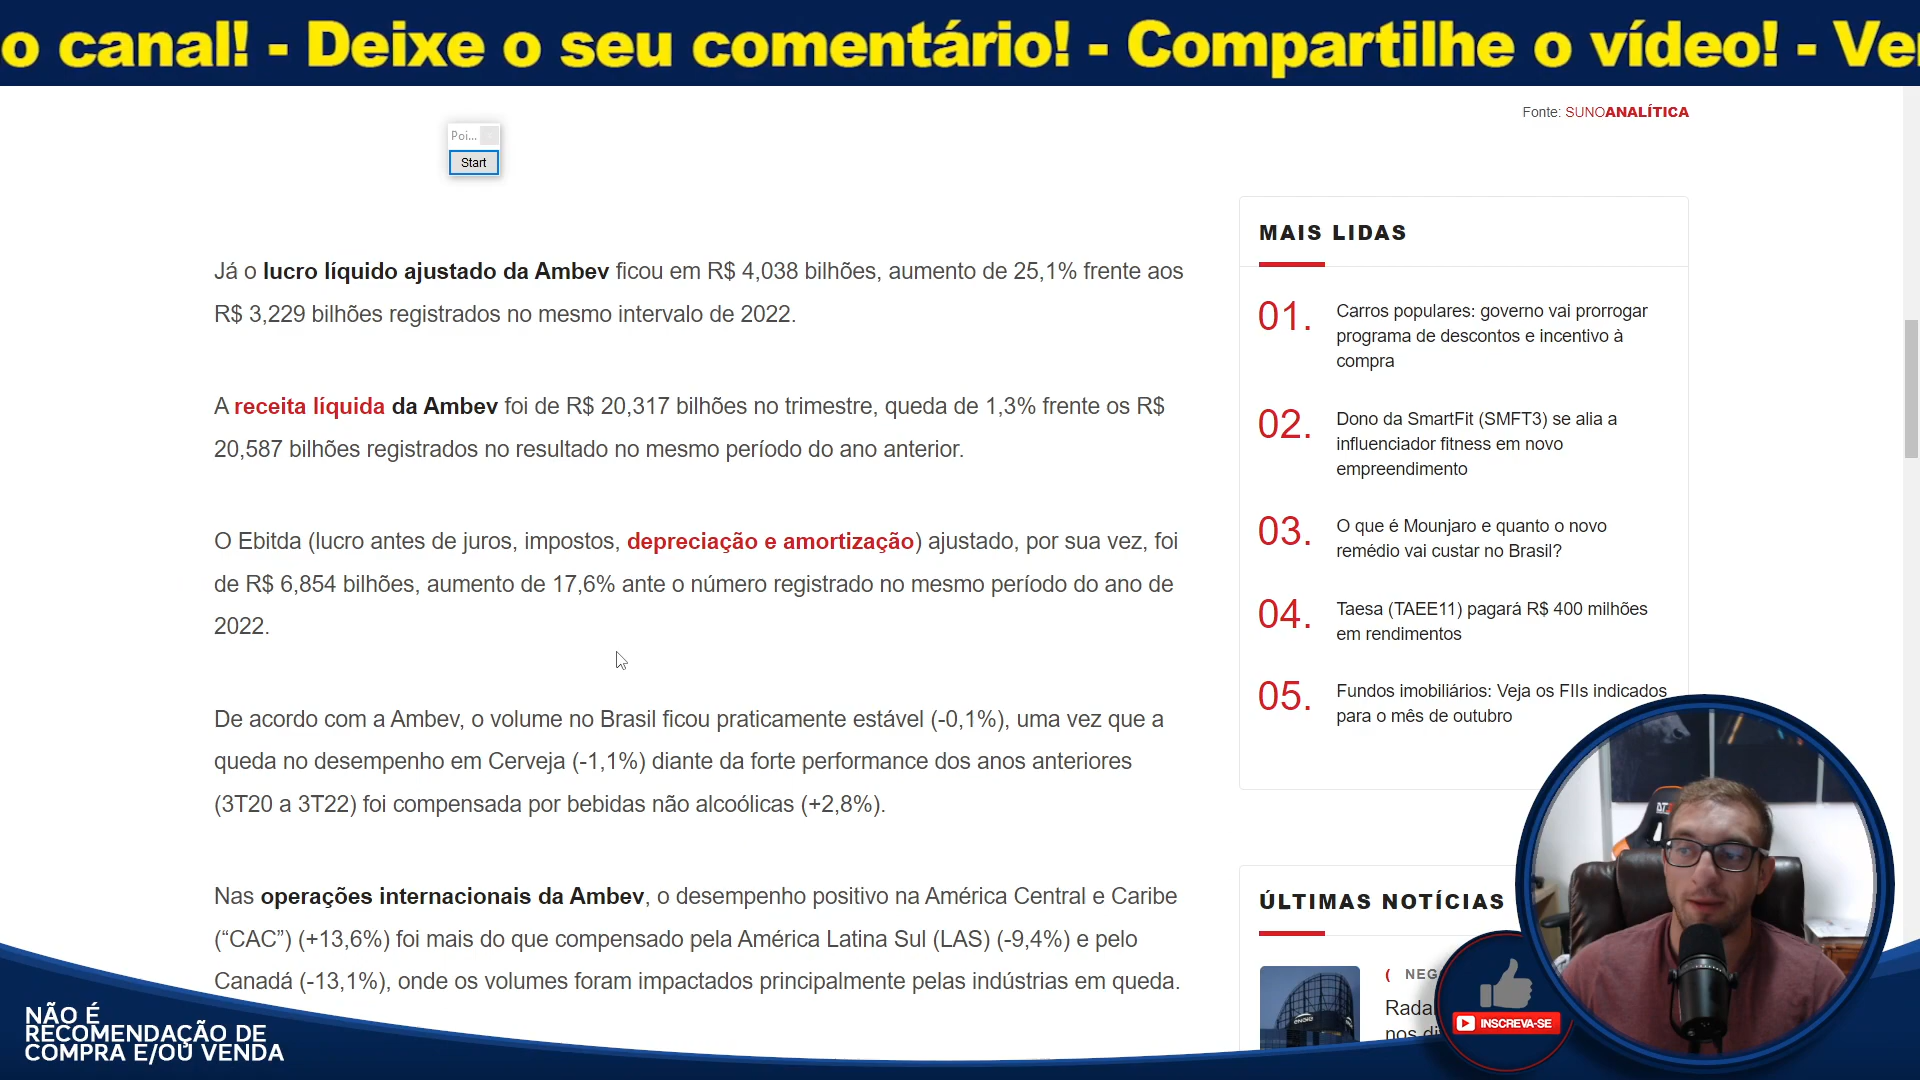 o canal! - Deixe o seu comentário! - Compartilhe o vídeo! - Ve
Fonte: SUNOANALÍTICA
Poi...
Start
Já o lucro líquido ajustado da Ambev ficou em R$ 4,038 bilhões, aumento de 25,1% frente aos
R$ 3,229 bilhões registrados no mesmo intervalo de 2022.
A receita líquida da Ambev foi de R$ 20,317 bilhões no trimestre, queda de 1,3% frente os R$
20,587 bilhões registrados no resultado no mesmo período do ano anterior.
O Ebitda (lucro antes de juros, impostos, depreciação e amortização) ajustado, por sua vez, foi
de R$ 6,854 bilhões, aumento de 17,6% ante o número registrado no mesmo período do ano de
2022.
De acordo com a Ambev, o volume no Brasil ficou praticamente estável (-0,1%), uma vez que a
queda no desempenho em Cerveja (-1,1%) diante da forte performance dos anos anteriores
(3T20 a 3T22) foi compensada por bebidas não alcoólicas (+2,8%).
Nas operações internacionais da Ambev, o desempenho positivo na América Central e Caribe
(“CAC”) (+13,6%) foi mais do que compensado pela América Latina Sul (LAS) (-9,4%) e pelo
Canadá (-13,1%), onde os volumes foram impactados principalmente pelas indústrias em queda.
MAIS LIDAS
01. Carros populares: governo vai prorrogar
programa de descontos e incentivo à
compra
02. Dono da SmartFit (SMFT3) se alia a
influenciador fitness em novo
empreendimento
03. O que é Mounjaro e quanto o novo
remédio vai custar no Brasil?
04. Taesa (TAEE11) pagará R$ 400 milhões
em rendimentos
05. Fundos imobiliários: Veja os FIIs indicados
para o mês de outubro
ÚLTIMAS NOTÍCIAS
( NEG
Rada
nos di
engie
INSCREVA-SE
NÃO É
RECOMENDAÇÃO DE
COMPRA E/OU VENDA